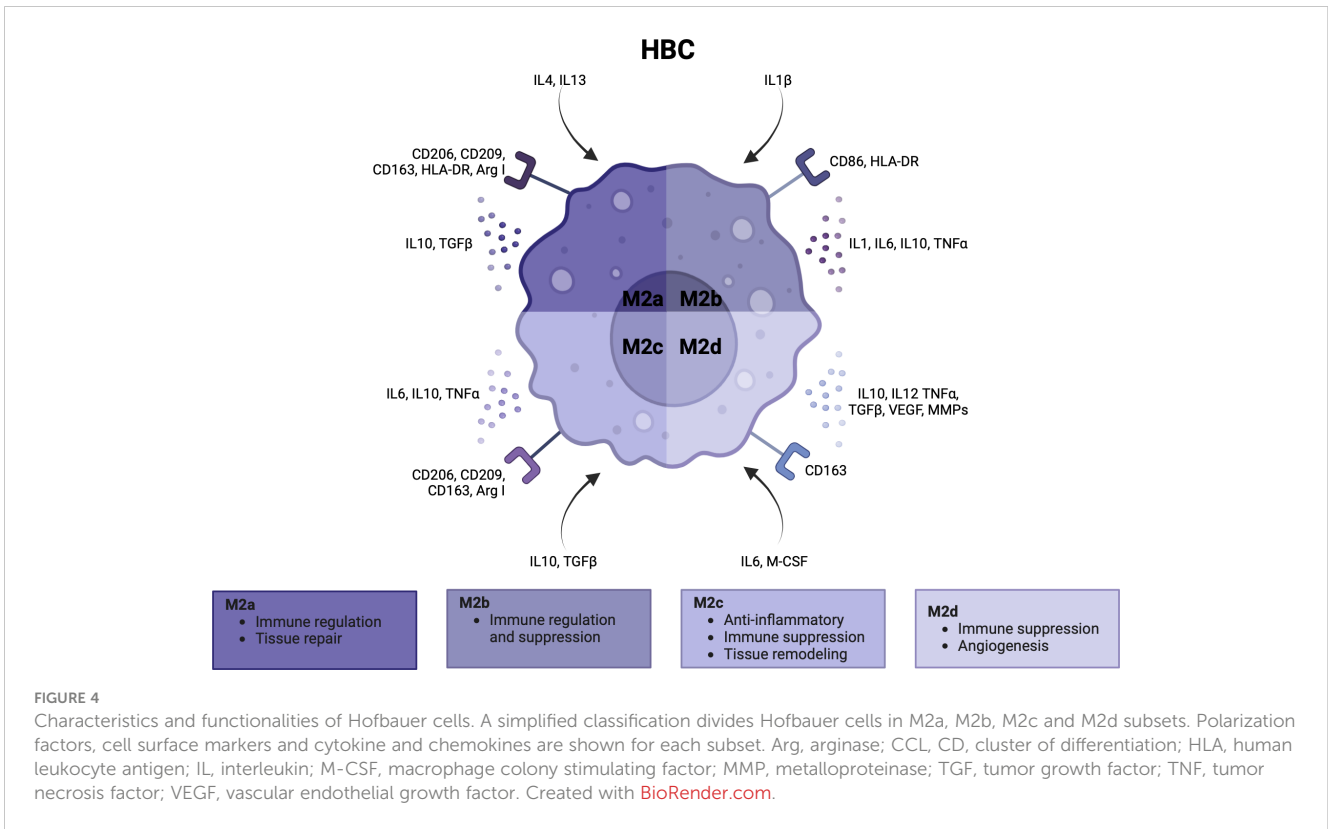 HBC
IL4, IL13
IL1β
CD206, CD209,
CD163, HLA-DR, Arg I
CD86, HLA-DR
IL10, TGFβ
IL1, IL6, IL10, TNFα
M2a
M2b
M2c
M2d
IL6, IL10, TNFα
IL10, IL12 TNFα,
TGFβ, VEGF, MMPs
CD206, CD209,
CD163, Arg I
CD163
IL10, TGFβ
IL6, M-CSF
M2a
• Immune regulation
• Tissue repair
M2b
• Immune regulation
and suppression
M2c
• Anti-inflammatory
• Immune suppression
• Tissue remodeling
M2d
• Immune suppression
• Angiogenesis
FIGURE 4
Characteristics and functionalities of Hofbauer cells. A simplified classification divides Hofbauer cells in M2a, M2b, M2c and M2d subsets. Polarization
factors, cell surface markers and cytokine and chemokines are shown for each subset. Arg, arginase; CCL, CD, cluster of differentiation; HLA, human
leukocyte antigen; IL, interleukin; M-CSF, macrophage colony stimulating factor; MMP, metalloproteinase; TGF, tumor growth factor; TNF, tumor
necrosis factor; VEGF, vascular endothelial growth factor. Created with BioRender.com.